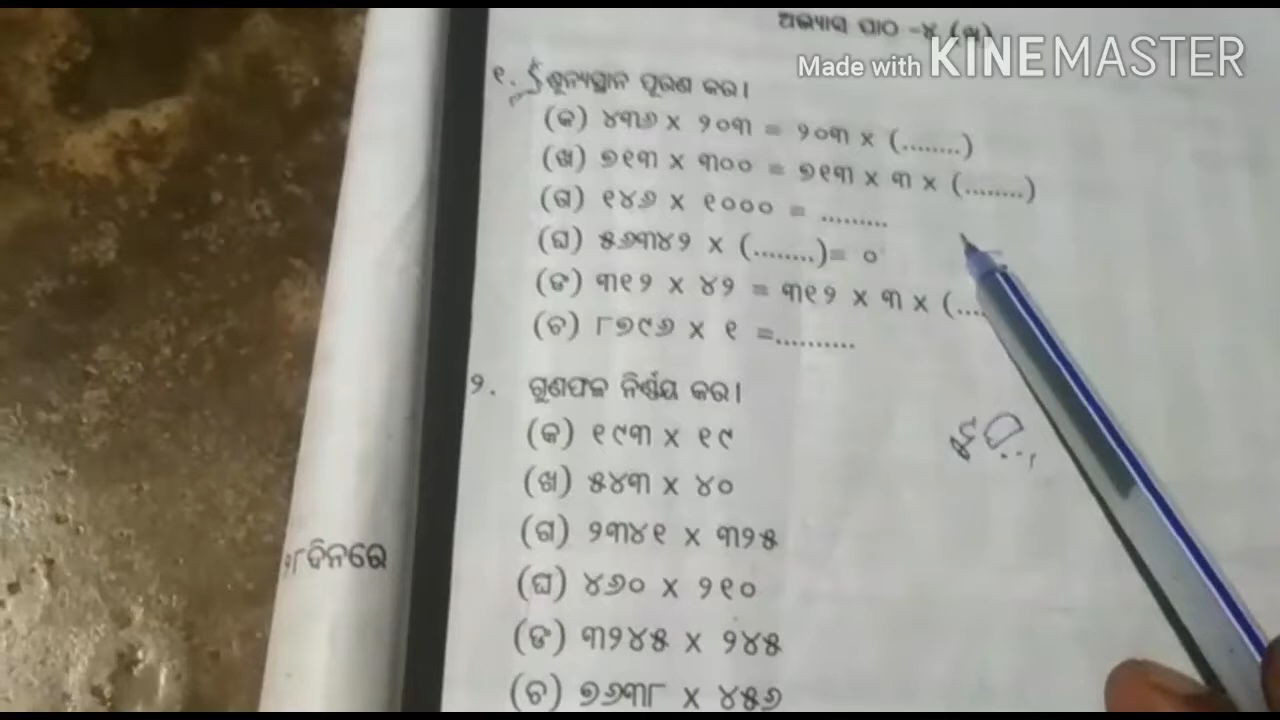 ଅଭ୍ୟାସ ପାଠ -୪ (ଖ)
Made with KINEMASTER
୧. ଶୂନ୍ୟସ୍ଥାନ ପୂରଣ କର।
(କ) ୪୩୬ x ୨୦୩ = ୨୦୩ x (........)
(ଖ) ୭୧୩ x ୩୦୦ = ୭୧୩ x ୩ x (........)
(ଗ) ୧୪୬ x ୧୦୦୦ = .........
(ଘ) ୫୬୩୪୨ x (........)= ୦
(ଙ) ୩୧୨ x ୪୨ = ୩୧୨ x ୩ x (....
(ଚ) ୮୭୯୬ x ୧ =..........
୨. ଗୁଣଫଳ ନିର୍ଣ୍ଣୟ କର।
(କ) ୧୯୩ x ୧୯
(ଖ) ୫୪୩ x ୪୦
(ଗ) ୨୩୪୧ x ୩୨୫
(ଘ) ୪୬୦ x ୨୧୦
(ଙ) ୩୨୪୫ x ୨୪୫
(ଚ) ୭୬୩୮ x ୪୫୬
୨୮ ଦିନରେ